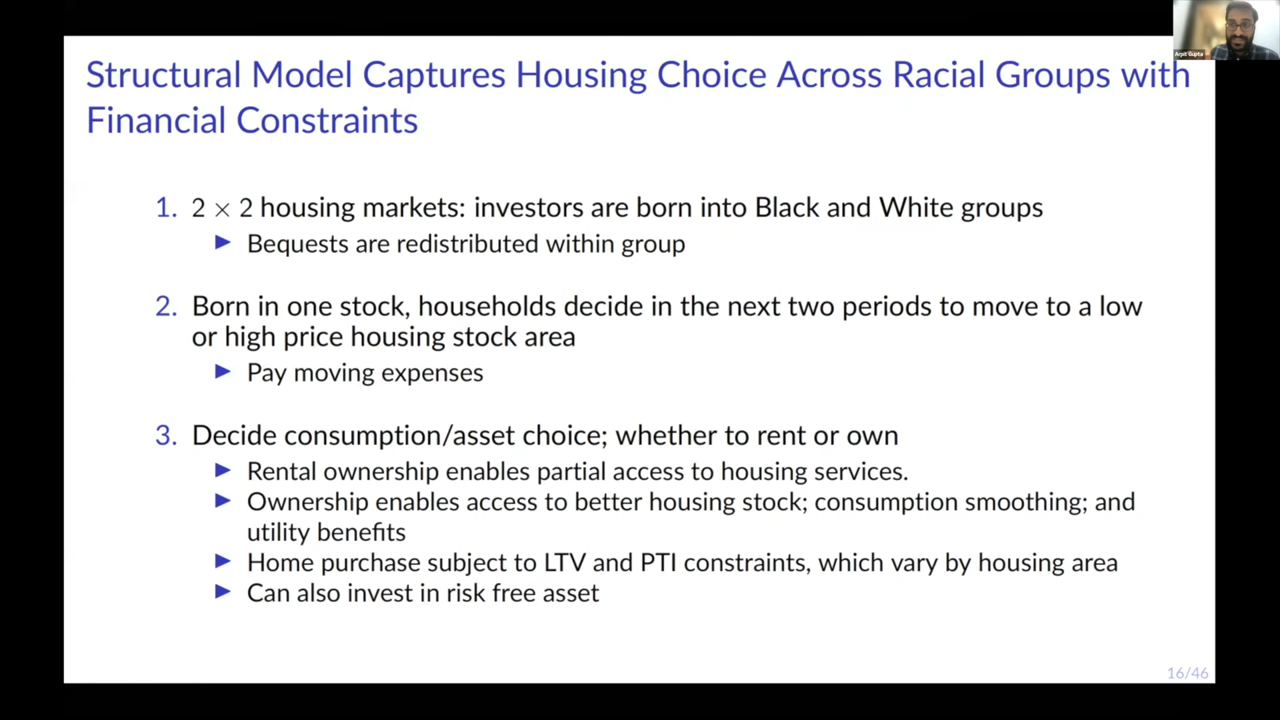 Arpit Gupta
Structural Model Captures Housing Choice Across Racial Groups with
Financial Constraints
1. 2 × 2 housing markets: investors are born into Black and White groups
▶ Bequests are redistributed within group
2. Born in one stock, households decide in the next two periods to move to a low
or high price housing stock area
▶ Pay moving expenses
3. Decide consumption/asset choice; whether to rent or own
▶ Rental ownership enables partial access to housing services.
▶ Ownership enables access to better housing stock; consumption smoothing; and
utility benefits
▶ Home purchase subject to LTV and PTI constraints, which vary by housing area
▶ Can also invest in risk free asset
16/46